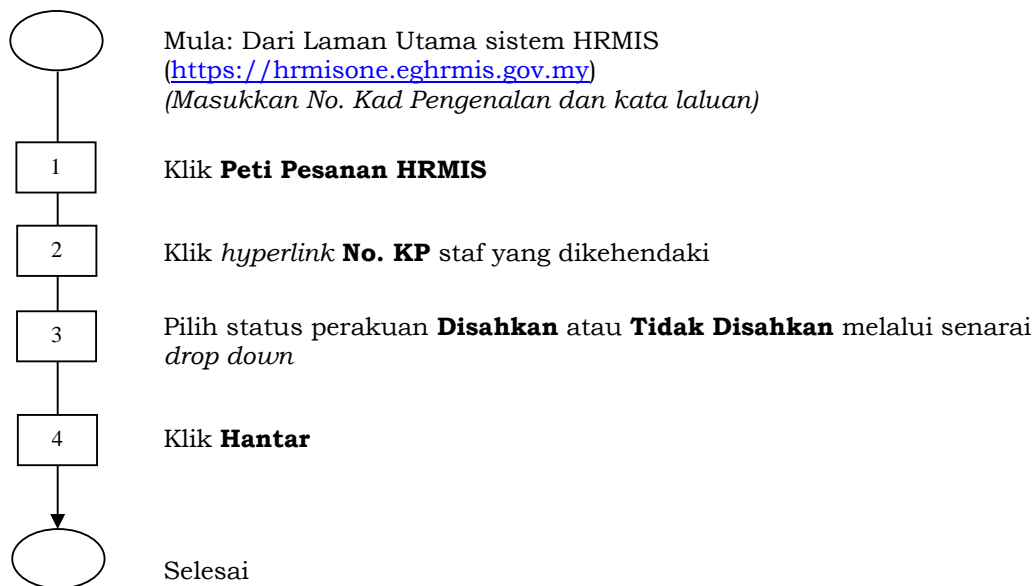 Mula: Dari Laman Utama sistem HRMIS
(https://hrmisone.eghrmis.gov.my)
(Masukkan No. Kad Pengenalan dan kata laluan)
1
Klik Peti Pesanan HRMIS
2
Klik hyperlink No. KP staf yang dikehendaki
3
Pilih status perakuan Disahkan atau Tidak Disahkan melalui senarai
drop down
4
Klik Hantar
Selesai